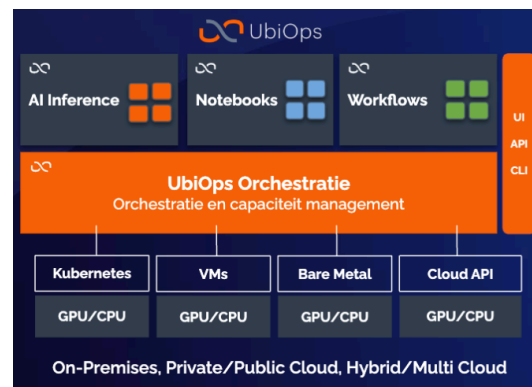 UbiOps
AI Inference
Notebooks
Workflows
UI
API
CLI
UbiOps Orchestratie
Orchestratie en capaciteit management
Kubernetes
VMs
Bare Metal
Cloud API
GPU/CPU
GPU/CPU
GPU/CPU
GPU/CPU
On-Premises, Private/Public Cloud, Hybrid/Multi Cloud